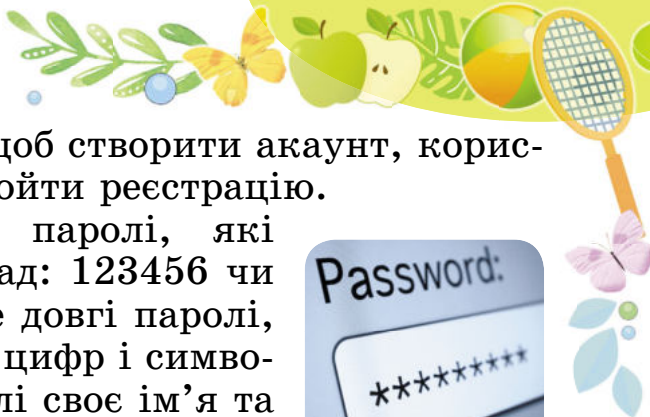 щоб створити акаунт, корис-
ойти реєстрацію.
паролі, які
ад: 123456 чи
е довгі паролі,
цифр і симво-
лі своє ім’я та
Password:
*********